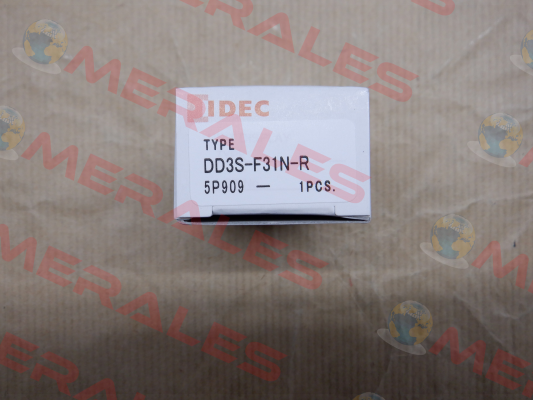 IDEC
TYPE
DD3S-F31N-R
5P909 — 1PCS.
MERALES
MERALES
MERALES
MERALES